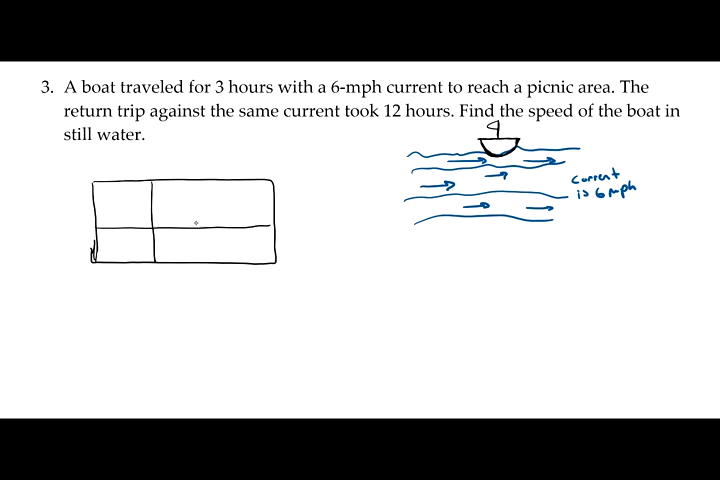 3. A boat traveled for 3 hours with a 6-mph current to reach a picnic area. The
return trip against the same current took 12 hours. Find the speed of the boat in
still water.
Current
is 6 mph